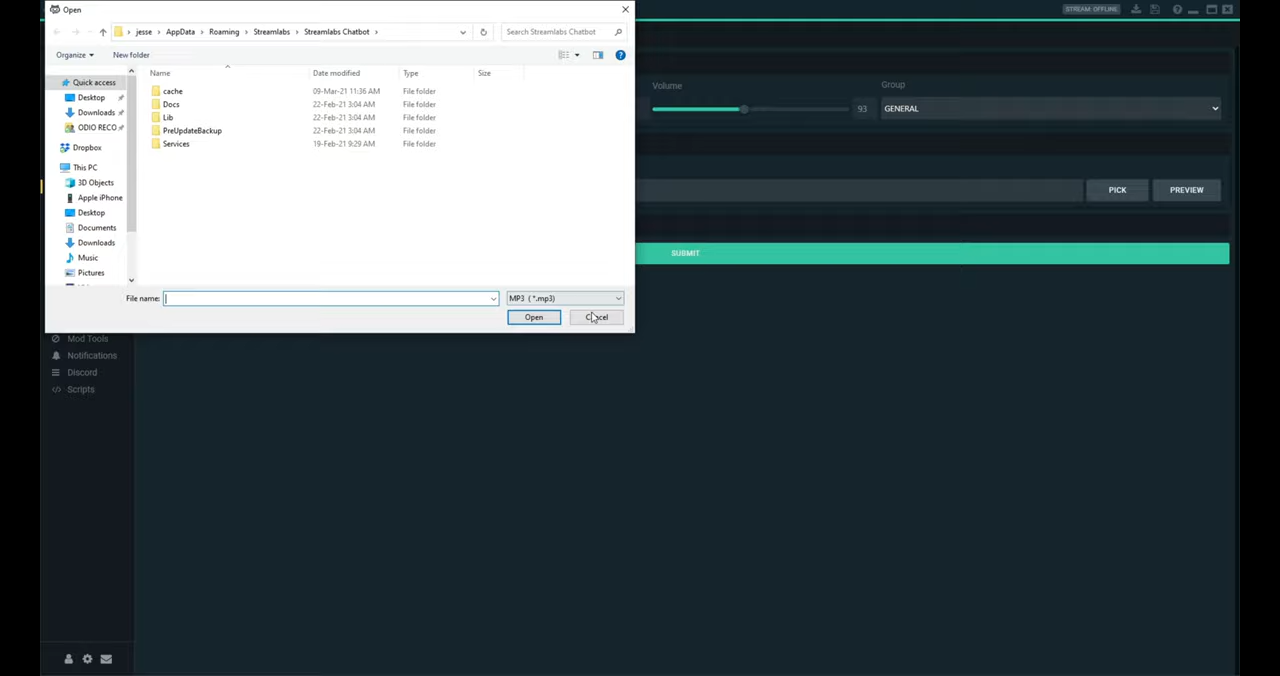 Open
STREAM: OFFLINE
jesse › AppData › Roaming › Streamlabs › Streamlabs Chatbot ›
Search Streamlabs Chatbot
Organize
New folder
Name Date modified Type Size
Quick access
Desktop
Downloads
ODIO RECO
Dropbox
This PC
3D Objects
Apple iPhone
Desktop
Documents
Downloads
Music
Pictures
cache 09-Mar-21 11:36 AM File folder
Docs 22-Feb-21 3:04 AM File folder
Lib 22-Feb-21 3:04 AM File folder
PreUpdateBackup 22-Feb-21 3:04 AM File folder
Services 19-Feb-21 9:29 AM File folder
File name:
MP3 (*.mp3)
Open
Cancel
Volume
93
Group
GENERAL
PICK
PREVIEW
SUBMIT
Mod Tools
Notifications
Discord
Scripts